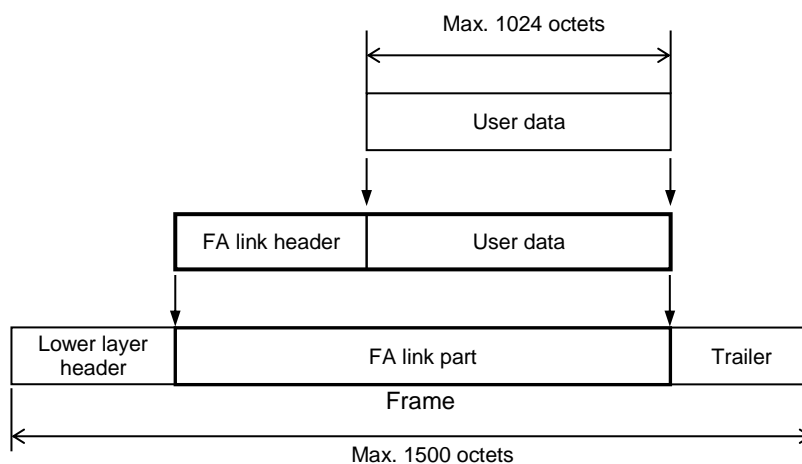 Max. 1024 octets
User data
FA link header
User data
Lower layer
header
FA link part
Trailer
Frame
Max. 1500 octets